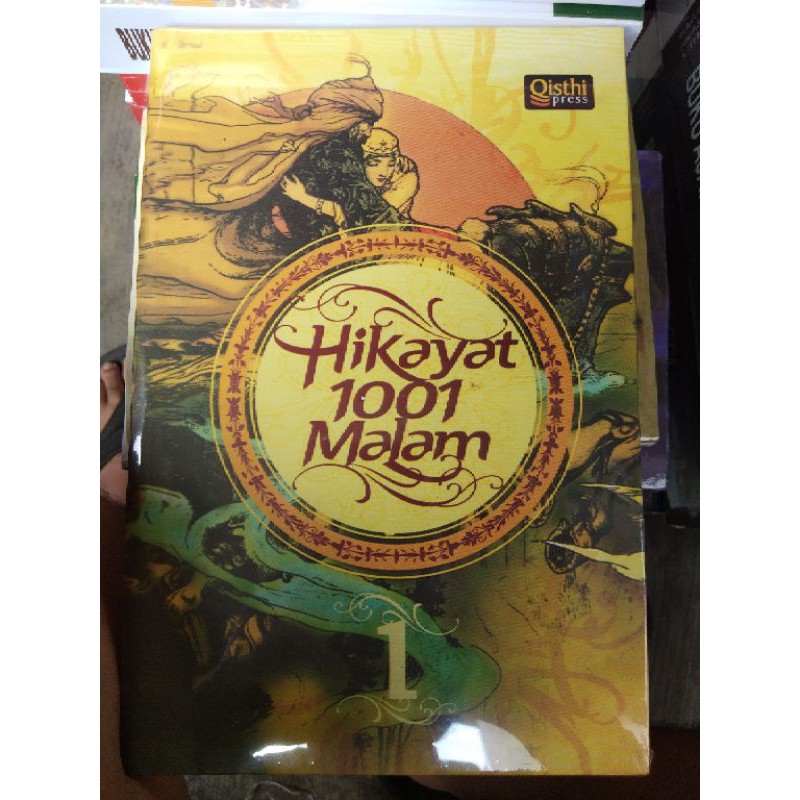 Qisthi
press
Hikayat
1001
Malam
1